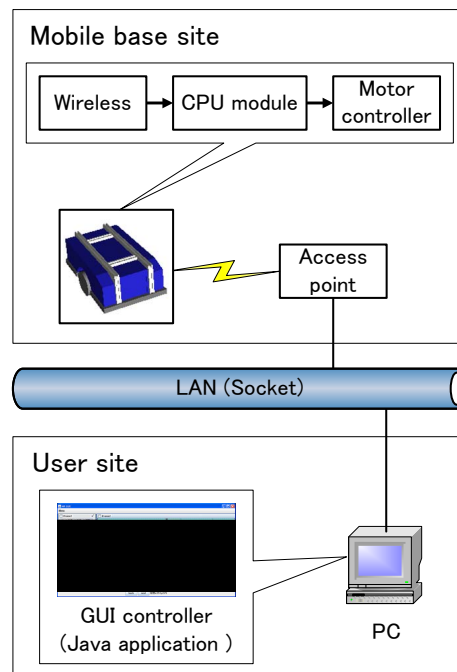 Mobile base site
Wireless
CPU module
Motor
controller
Access
point
LAN (Socket)
User site
GUI controller
(Java application )
PC